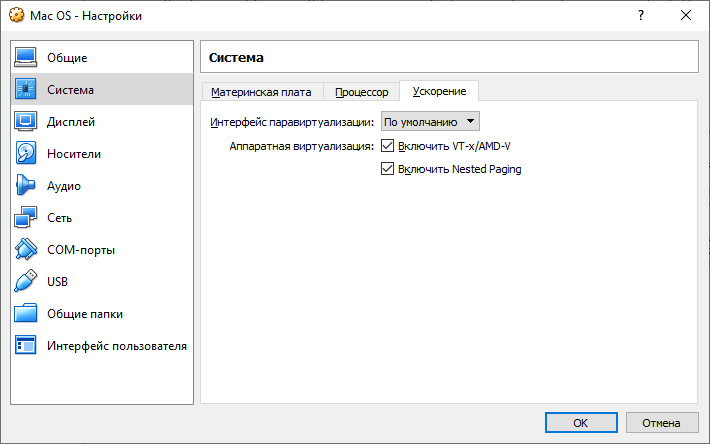 Mac OS - Настройки
?
Общие
Система
Дисплей
Носители
Аудио
Сеть
COM-порты
USB
Общие папки
Интерфейс пользователя
Система
Материнская плата
Процессор
Ускорение
Интерфейс паравиртуализации: По умолчанию
Аппаратная виртуализация: Включить VT-x/AMD-V
Включить Nested Paging
OK
Отмена